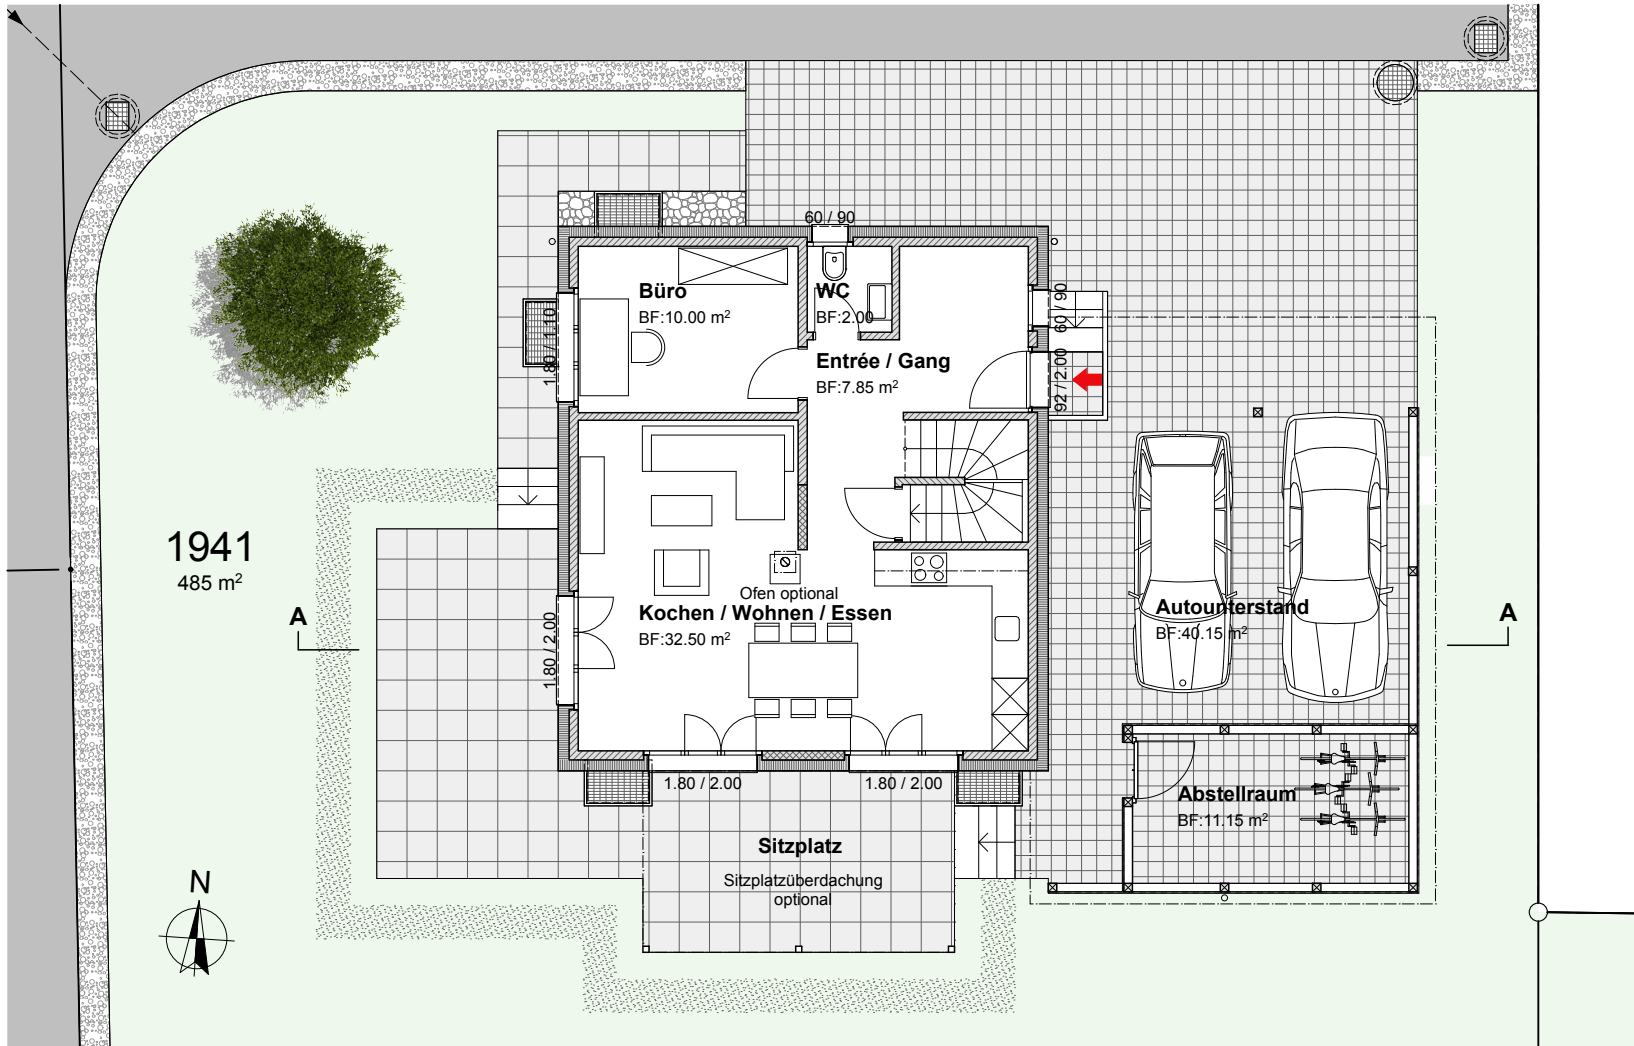 60 / 90
Büro
BF:10.00 m²
WC
BF:2.00
60 / 90
1.80 / 1.10
Entrée / Gang
BF:7.85 m²
92 / 2.00
1941
485 m²
A
Ofen optional
Kochen / Wohnen / Essen
BF:32.50 m²
1.80 / 2.00
Autounterstand
BF:40.15 m²
A
1.80 / 2.00
1.80 / 2.00
Abstellraum
BF:11.15 m²
Sitzplatz
Sitzplatzüberdachung
optional
N